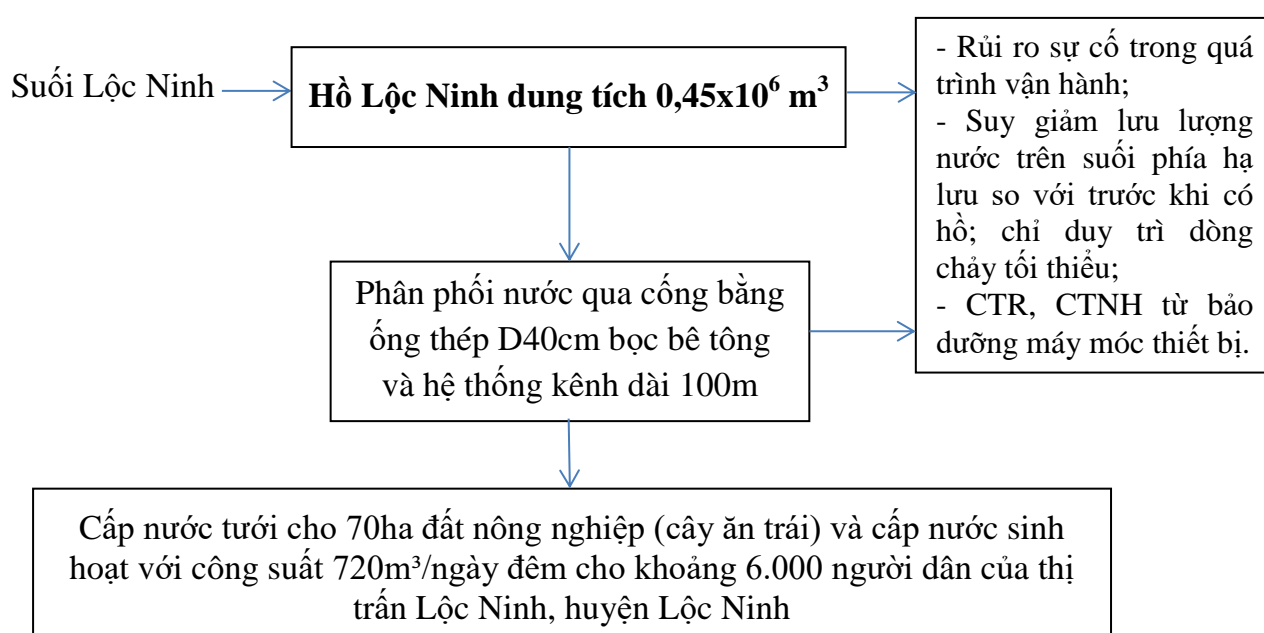 Suối Lộc Ninh
Hồ Lộc Ninh dung tích 0,45x10⁶ m³
- Rủi ro sự cố trong quá
trình vận hành;
- Suy giảm lưu lượng
nước trên suối phía hạ
lưu so với trước khi có
hồ; chỉ duy trì dòng
chảy tối thiểu;
- CTR, CTNH từ bảo
dưỡng máy móc thiết bị.
Phân phối nước qua cống bằng
ống thép D40cm bọc bê tông
và hệ thống kênh dài 100m
Cấp nước tưới cho 70ha đất nông nghiệp (cây ăn trái) và cấp nước sinh
hoạt với công suất 720m³/ngày đêm cho khoảng 6.000 người dân của thị
trấn Lộc Ninh, huyện Lộc Ninh